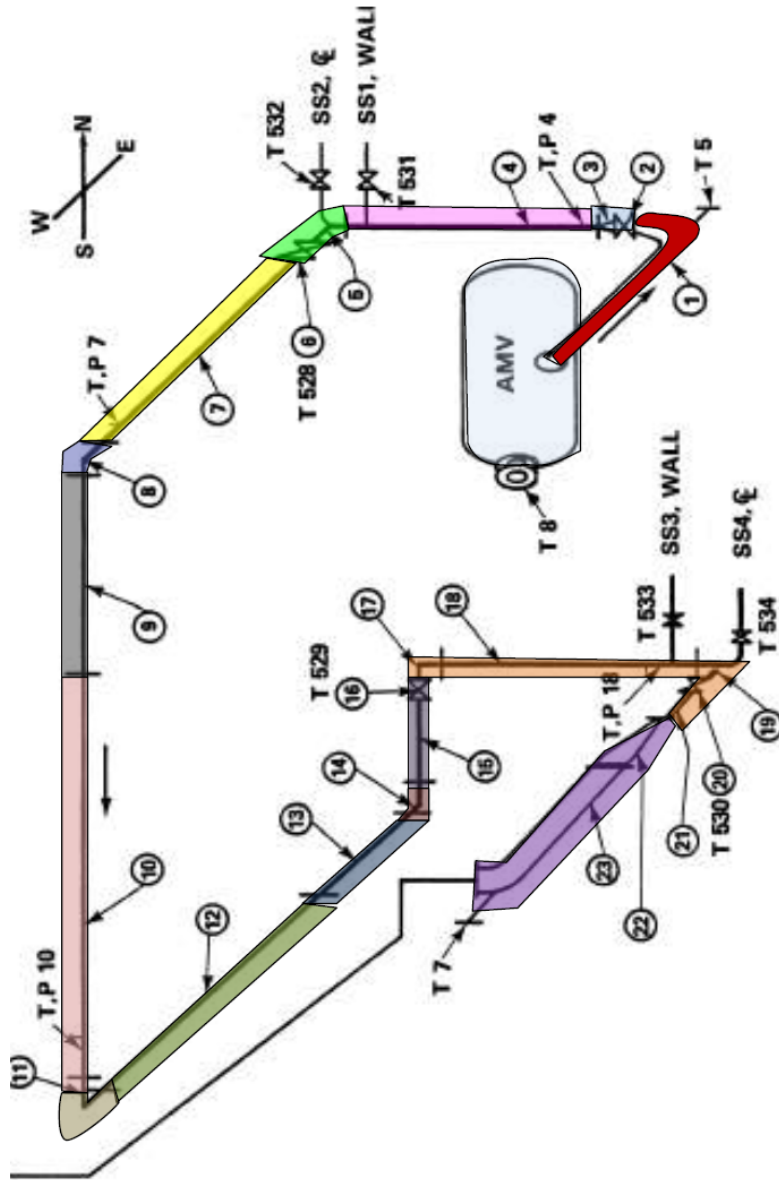 W
N
S
E
T 532
SS2, ℄
SS1, WALL
T 531
T,P 4
4
3
2
T 5
1
5
6
T 528
7
T,P 7
8
9
AMV
T 8
SS3, WALL
SS4, ℄
T 533
T 534
17
18
T 529
16
T,P 18
15
14
13
19
20
T 530
21
22
23
12
T 7
10
T,P 10
11